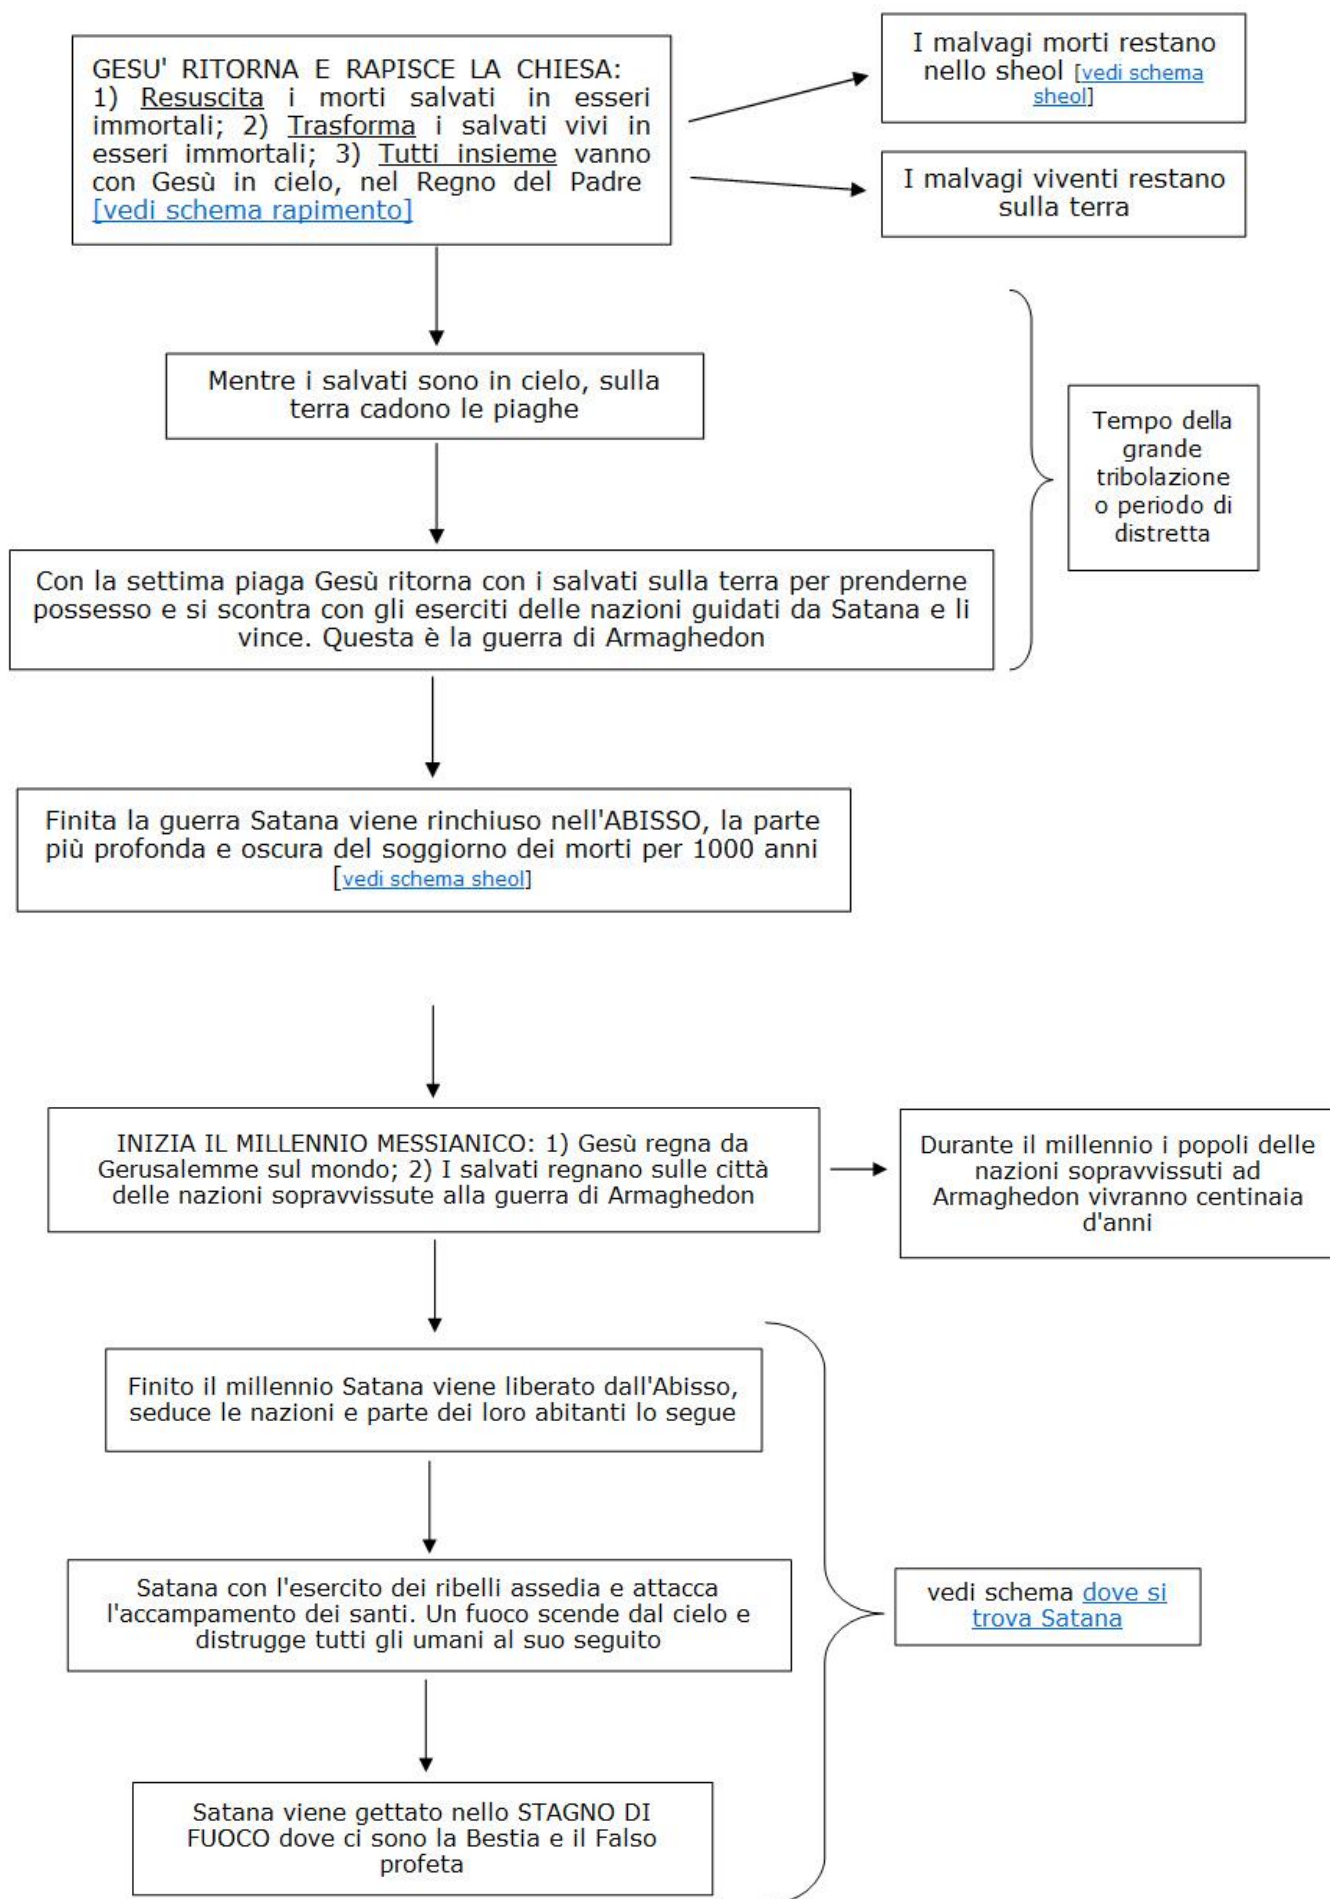 GESU' RITORNA E RAPISCE LA CHIESA:
1) Resuscita i morti salvati in esseri
immortali; 2) Trasforma i salvati vivi in
esseri immortali; 3) Tutti insieme vanno
con Gesù in cielo, nel Regno del Padre
[vedi schema rapimento]
I malvagi morti restano
nello sheol [vedi schema
sheol]
I malvagi viventi restano
sulla terra
Mentre i salvati sono in cielo, sulla
terra cadono le piaghe
Tempo della
grande
tribolazione
o periodo di
distretta
Con la settima piaga Gesù ritorna con i salvati sulla terra per prenderne
possesso e si scontra con gli eserciti delle nazioni guidati da Satana e li
vince. Questa è la guerra di Armaghedon
Finita la guerra Satana viene rinchiuso nell'ABISSO, la parte
più profonda e oscura del soggiorno dei morti per 1000 anni
[vedi schema sheol]
INIZIA IL MILLENNIO MESSIANICO: 1) Gesù regna da
Gerusalemme sul mondo; 2) I salvati regnano sulle città
delle nazioni sopravvissute alla guerra di Armaghedon
Durante il millennio i popoli delle
nazioni sopravvissuti ad
Armaghedon vivranno centinaia
d'anni
Finito il millennio Satana viene liberato dall'Abisso,
seduce le nazioni e parte dei loro abitanti lo segue
Satana con l'esercito dei ribelli assedia e attacca
l'accampamento dei santi. Un fuoco scende dal cielo e
distrugge tutti gli umani al suo seguito
vedi schema dove si
trova Satana
Satana viene gettato nello STAGNO DI
FUOCO dove ci sono la Bestia e il Falso
profeta